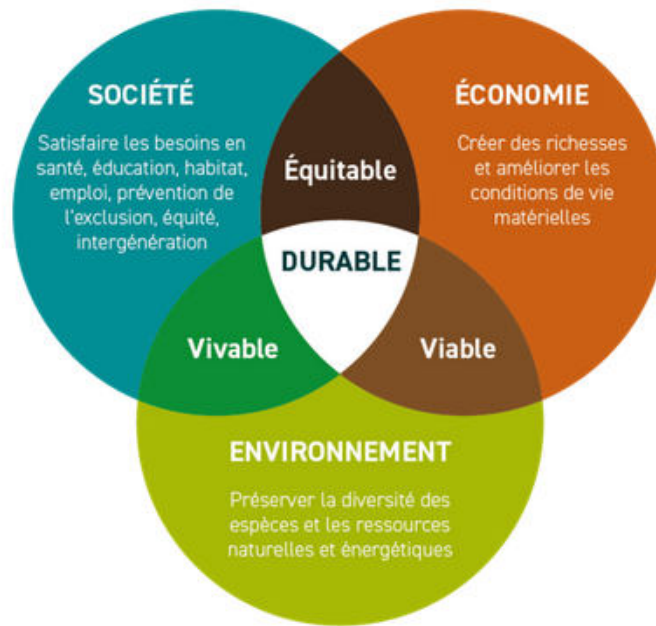 SOCIÉTÉ
Satisfaire les besoins en
santé, éducation, habitat,
emploi, prévention de
l'exclusion, équité,
intergénération
ÉCONOMIE
Créer des richesses
et améliorer les
conditions de vie
matérielles
Équitable
DURABLE
Vivable
Viable
ENVIRONNEMENT
Préserver la diversité des
espèces et les ressources
naturelles et énergétiques